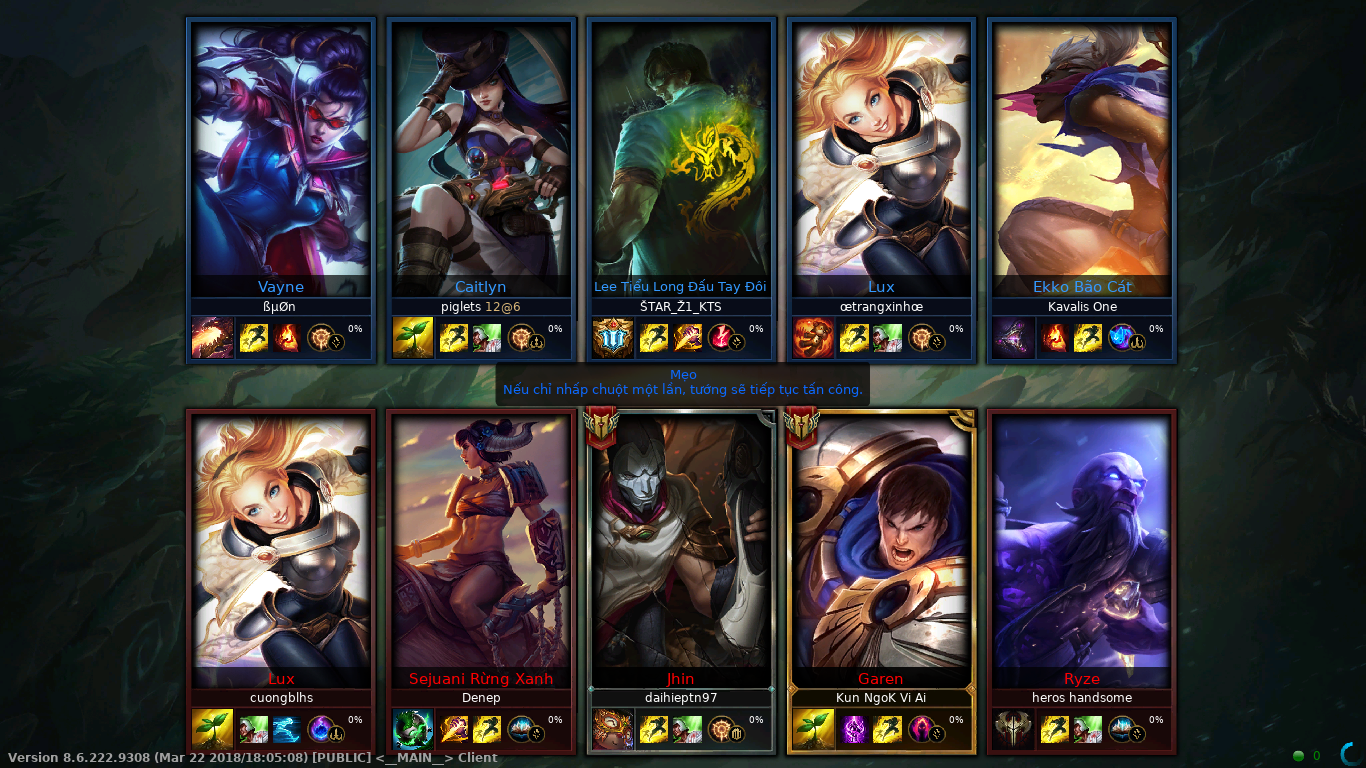 Vayne
ßµØn
0%
Caitlyn
piglets 12@6
0%
Lee Tiểu Long Đấu Tay Đôi
ŠTAR_Ž1_KTS
0%
Lux
œtrangxinhœ
0%
Ekko Bão Cát
Kavalis One
0%
Mẹo
Nếu chỉ nhấp chuột một lần, tướng sẽ tiếp tục tấn công.
Lux
cuongblhs
0%
Sejuani Rừng Xanh
Denep
0%
Jhin
daihieptn97
0%
Garen
Kun NgoK Vi Ai
0%
Ryze
heros handsome
0%
Version 8.6.222.9308 (Mar 22 2018/18:05:08) [PUBLIC] <__MAIN__> Client
0